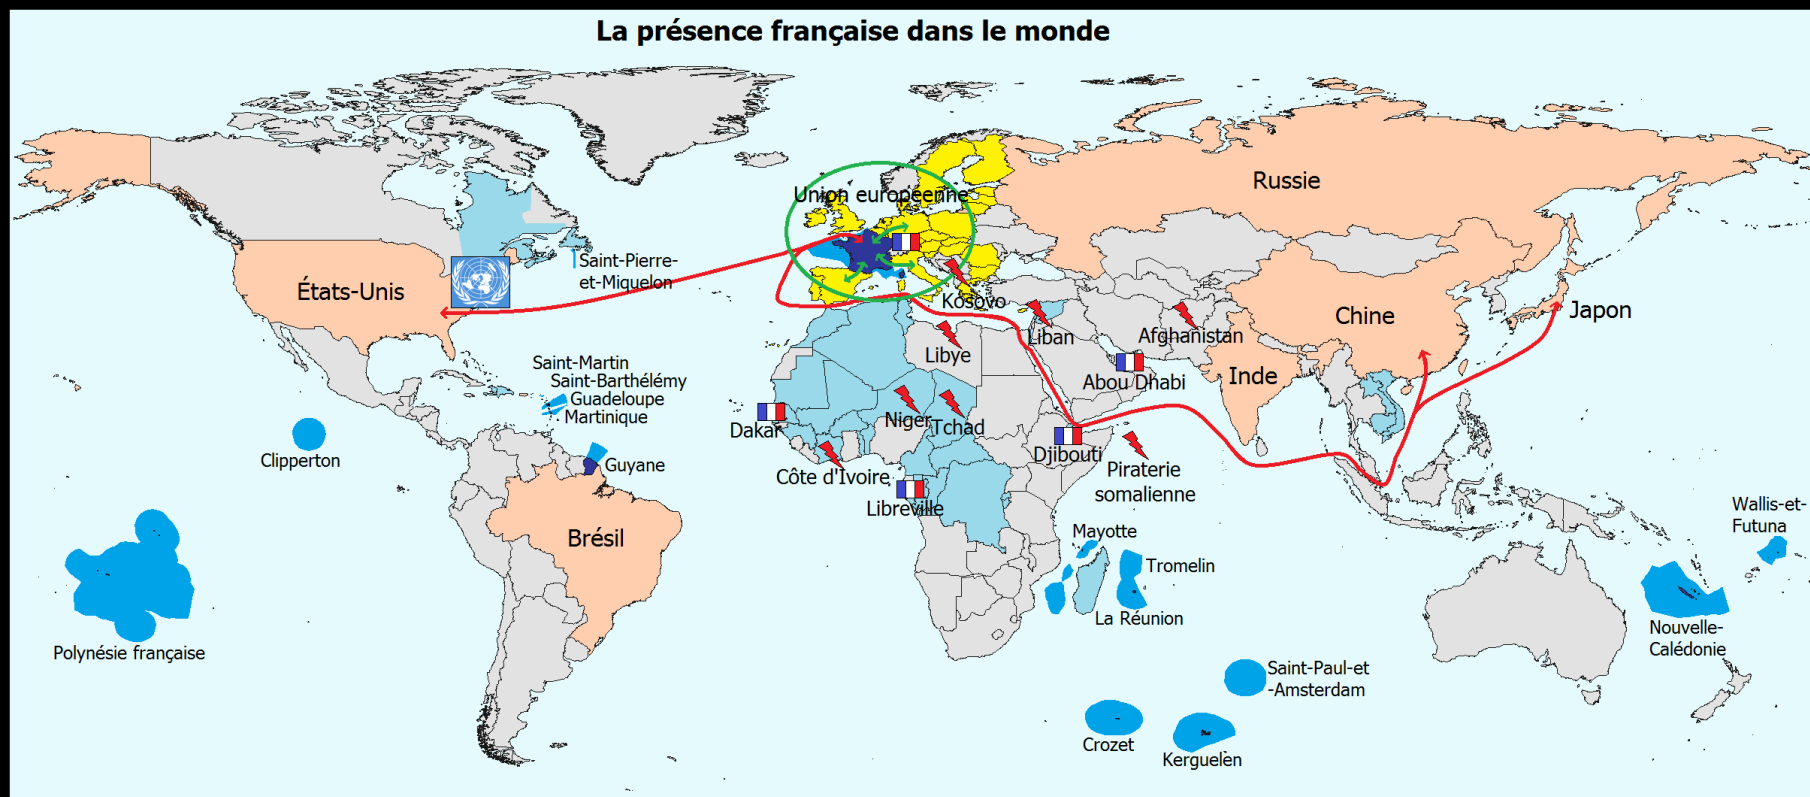 La présence française dans le monde
Russie
Union européenne
Saint-Pierre-
et-Miquelon
États-Unis
Kosovo
Chine
Japon
Liban
Afghanistan
Libye
Saint-Martin
Saint-Barthélémy
Guadeloupe
Martinique
Abou Dhabi
Inde
Niger
Tchad
Dakar
Djibouti
Clipperton
Guyane
Côte d'Ivoire
Piraterie
somalienne
Libreville
Wallis-et-
Futuna
Brésil
Mayotte
Tromelin
La Réunion
Nouvelle-
Calédonie
Polynésie française
Saint-Paul-et
-Amsterdam
Crozet
Kerguelen